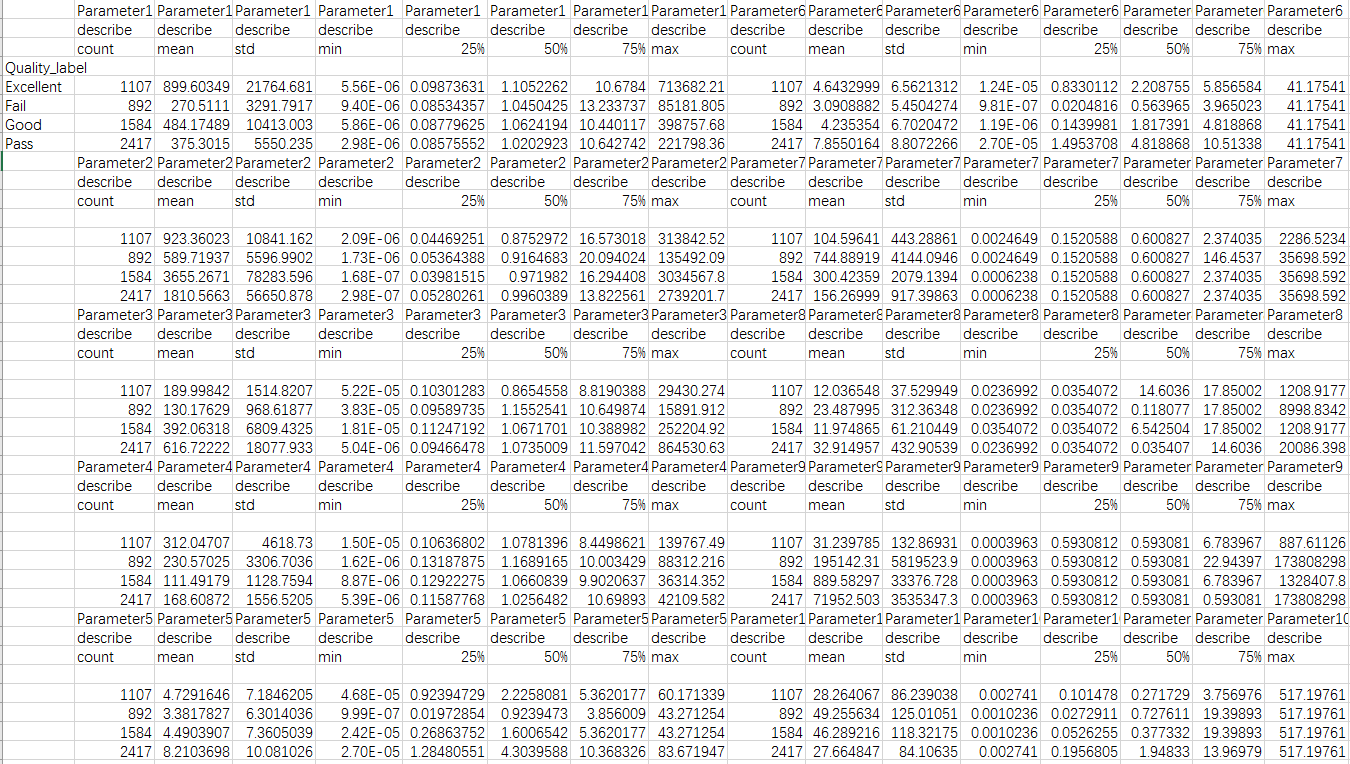 Parameter1 Parameter1 Parameter1 Parameter1 Parameter1 Parameter1 Parameter1 Parameter1 Parameter6 Parameter6 Parameter6 Parameter6 Parameter6 Parameter Parameter Parameter6
describe describe describe describe describe describe describe describe describe describe describe describe describe describe describe describe
count mean std min 25% 50% 75% max count mean std min 25% 50% 75% max
Quality_label
Excellent 1107 899.60349 21764.681 5.56E-06 0.09873631 1.1052262 10.6784 713682.21 1107 4.6432999 6.5621312 1.24E-05 0.8330112 2.208755 5.856584 41.17541
Fail 892 270.5111 3291.7917 9.40E-06 0.08534357 1.0450425 13.233737 85181.805 892 3.0908882 5.4504274 9.81E-07 0.0204816 0.563965 3.965023 41.17541
Good 1584 484.17489 10413.003 5.86E-06 0.08779625 1.0624194 10.440117 398757.68 1584 4.235354 6.7020472 1.19E-06 0.1439981 1.817391 4.818868 41.17541
Pass 2417 375.3015 5550.235 2.98E-06 0.08575552 1.0202923 10.642742 221798.36 2417 7.8550164 8.8072266 2.70E-05 1.4953708 4.818868 10.51338 41.17541
Parameter2 Parameter2 Parameter2 Parameter2 Parameter2 Parameter2 Parameter2 Parameter2 Parameter7 Parameter7 Parameter7 Parameter7 Parameter7 Parameter Parameter Parameter7
describe describe describe describe describe describe describe describe describe describe describe describe describe describe describe describe
count mean std min 25% 50% 75% max count mean std min 25% 50% 75% max
1107 923.36023 10841.162 2.09E-06 0.04469251 0.8752972 16.573018 313842.52 1107 104.59641 443.28861 0.0024649 0.1520588 0.600827 2.374035 2286.5234
892 589.71937 5596.9902 1.73E-06 0.05364388 0.9164683 20.094024 135492.09 892 744.88919 4144.0946 0.0024649 0.1520588 0.600827 146.4537 35698.592
1584 3655.2671 78283.596 1.68E-07 0.03981515 0.971982 16.294408 3034567.8 1584 300.42359 2079.1394 0.0006238 0.1520588 0.600827 2.374035 35698.592
2417 1810.5663 56650.878 2.98E-07 0.05280261 0.9960389 13.822561 2739201.7 2417 156.26999 917.39863 0.0006238 0.1520588 0.600827 2.374035 35698.592
Parameter3 Parameter3 Parameter3 Parameter3 Parameter3 Parameter3 Parameter3 Parameter3 Parameter8 Parameter8 Parameter8 Parameter8 Parameter8 Parameter Parameter Parameter8
describe describe describe describe describe describe describe describe describe describe describe describe describe describe describe describe
count mean std min 25% 50% 75% max count mean std min 25% 50% 75% max
1107 189.99842 1514.8207 5.22E-05 0.10301283 0.8654558 8.8190388 29430.274 1107 12.036548 37.529949 0.0236992 0.0354072 14.6036 17.85002 1208.9177
892 130.17629 968.61877 3.83E-05 0.09589735 1.1552541 10.649874 15891.912 892 23.487995 312.36348 0.0236992 0.0354072 0.118077 17.85002 8998.8342
1584 392.06318 6809.4325 1.81E-05 0.11247192 1.0671701 10.388982 252204.92 1584 11.974865 61.210449 0.0354072 0.0354072 6.542504 17.85002 1208.9177
2417 616.72222 18077.933 5.04E-06 0.09466478 1.0735009 11.597042 864530.63 2417 32.914957 432.90539 0.0236992 0.0354072 0.035407 14.6036 20086.398
Parameter4 Parameter4 Parameter4 Parameter4 Parameter4 Parameter4 Parameter4 Parameter4 Parameter9 Parameter9 Parameter9 Parameter9 Parameter9 Parameter Parameter Parameter9
describe describe describe describe describe describe describe describe describe describe describe describe describe describe describe describe
count mean std min 25% 50% 75% max count mean std min 25% 50% 75% max
1107 312.04707 4618.73 1.50E-05 0.10636802 1.0781396 8.4498621 139767.49 1107 31.239785 132.86931 0.0003963 0.5930812 0.593081 6.783967 887.61126
892 230.57025 3306.7036 1.62E-06 0.13187875 1.1689165 10.003429 88312.216 892 195142.31 5819523.9 0.0003963 0.5930812 0.593081 22.94397 173808298
1584 111.49179 1128.7594 8.87E-06 0.12922275 1.0660839 9.9020637 36314.352 1584 889.58297 33376.728 0.0003963 0.5930812 0.593081 6.783967 1328407.8
2417 168.60872 1556.5205 5.39E-06 0.11587768 1.0256482 10.69893 42109.582 2417 71952.503 3535347.3 0.0003963 0.5930812 0.593081 0.593081 173808298
Parameter5 Parameter5 Parameter5 Parameter5 Parameter5 Parameter5 Parameter5 Parameter5 Parameter1 Parameter1 Parameter1 Parameter1 Parameter1 Parameter Parameter Parameter10
describe describe describe describe describe describe describe describe describe describe describe describe describe describe describe describe
count mean std min 25% 50% 75% max count mean std min 25% 50% 75% max
1107 4.7291646 7.1846205 4.68E-05 0.92394729 2.2258081 5.3620177 60.171339 1107 28.264067 86.239038 0.002741 0.101478 0.271729 3.756976 517.19761
892 3.3817827 6.3014036 9.99E-07 0.01972854 0.9239473 3.856009 43.271254 892 49.255634 125.01051 0.0010236 0.0272911 0.727611 19.39893 517.19761
1584 4.4903907 7.3605039 2.42E-05 0.26863752 1.6006542 5.3620177 43.271254 1584 46.289216 118.32175 0.0010236 0.0526255 0.377332 19.39893 517.19761
2417 8.2103698 10.081026 2.70E-05 1.28480551 4.3039588 10.368326 83.671947 2417 27.664847 84.10635 0.002741 0.1956805 1.94833 13.96979 517.19761